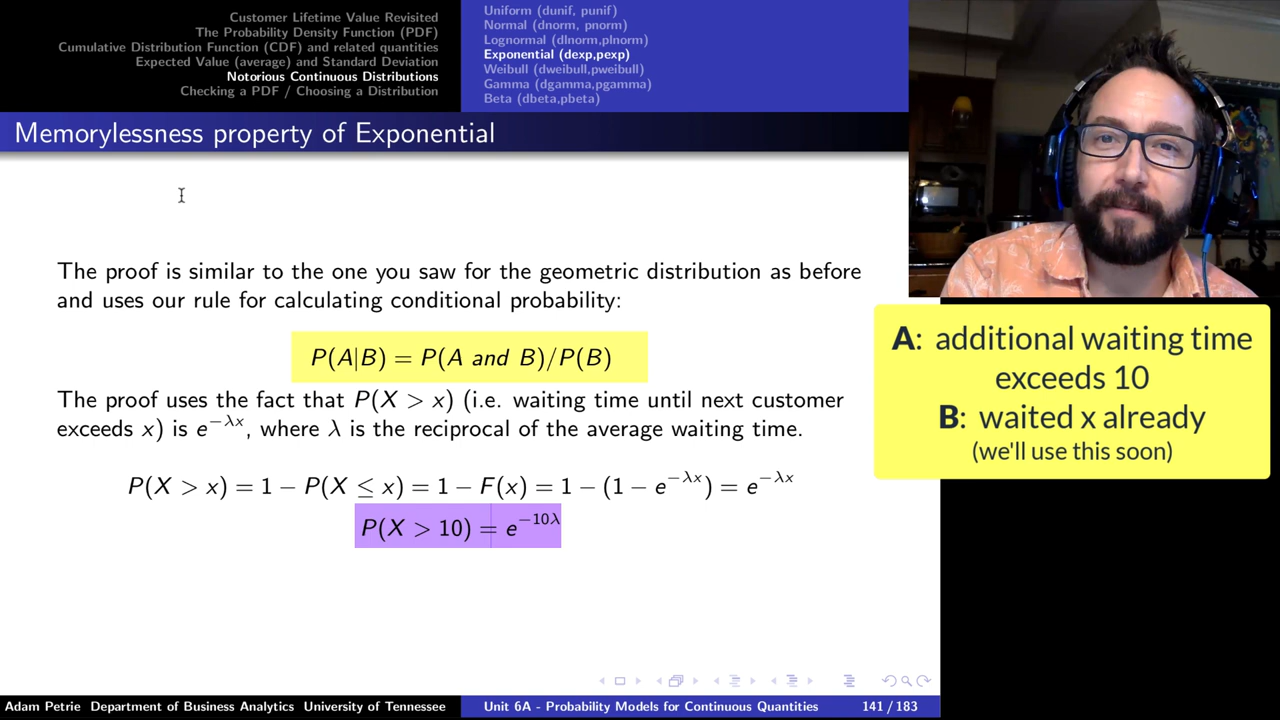 Customer Lifetime Value Revisited
The Probability Density Function (PDF)
Cumulative Distribution Function (CDF) and related quantities
Expected Value (average) and Standard Deviation
Notorious Continuous Distributions
Checking a PDF / Choosing a Distribution
Uniform (dunif, punif)
Normal (dnorm, pnorm)
Lognormal (dlnorm,plnorm)
Exponential (dexp,pexp)
Weibull (dweibull,pweibull)
Gamma (dgamma,pgamma)
Beta (dbeta,pbeta)
Memorylessness property of Exponential
The proof is similar to the one you saw for the geometric distribution as before
and uses our rule for calculating conditional probability:
P(A|B) = P(A and B)/P(B)
The proof uses the fact that P(X > x) (i.e. waiting time until next customer
exceeds x) is e^{−λx}, where λ is the reciprocal of the average waiting time.
P(X > x) = 1 − P(X ≤ x) = 1 − F(x) = 1 − (1 − e^{−λx}) = e^{−λx}
P(X > 10) = e^{−10λ}
A: additional waiting time
exceeds 10
B: waited x already
(we'll use this soon)
Adam Petrie Department of Business Analytics University of Tennessee
Unit 6A - Probability Models for Continuous Quantities
141 / 183